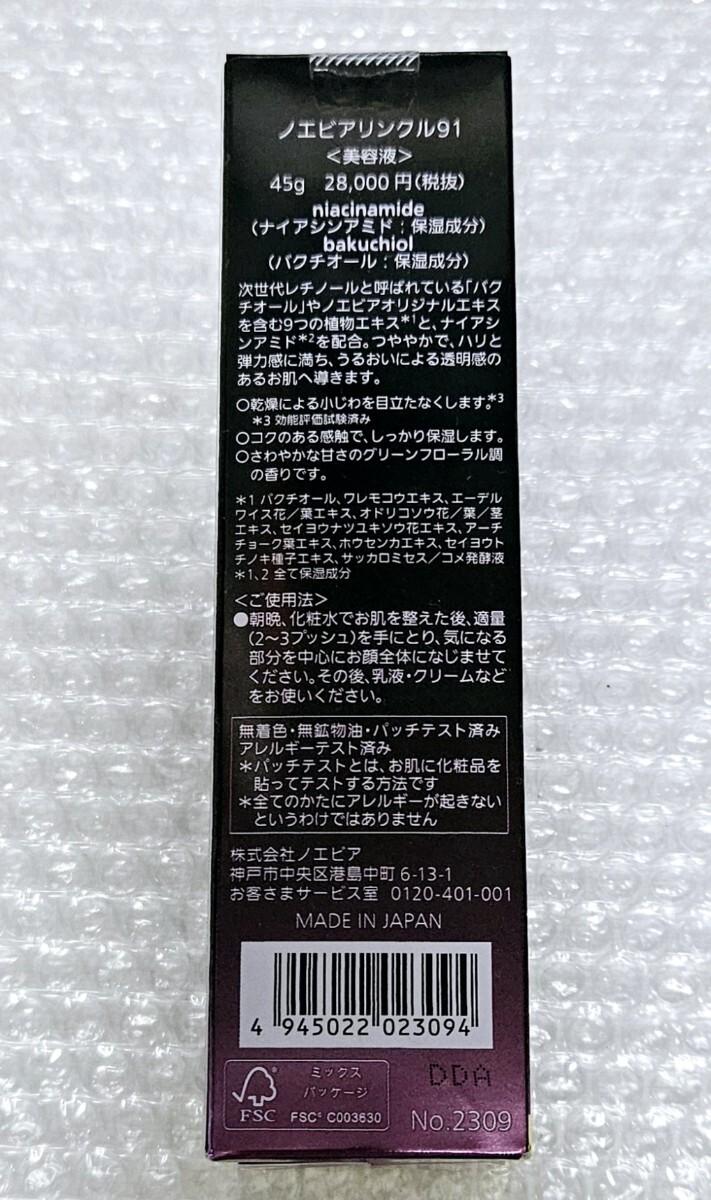 ノエビアリンクル91
＜美容液＞
45g　28,000円(税抜)
niacinamide
(ナイアシンアミド：保湿成分)
bakuchiol
(バクチオール：保湿成分)
次世代レチノールと呼ばれている「バク
チオール」やノエビアオリジナルエキス
を含む9つの植物エキス＊1と、ナイアシ
ンアミド＊2を配合。つややかで、ハリと
弾力感に満ち、うるおいによる透明感の
あるお肌へ導きます。
○乾燥による小じわを目立たなくします。＊3
＊3 効能評価試験済み
○コクのある感触で、しっかり保湿します。
○さわやかな甘さのグリーンフローラル調
の香りです。
＊1 バクチオール、ワレモコウエキス、エーデル
ワイス花／葉エキス、オドリコソウ花／葉／茎
エキス、セイヨウナツユキソウ花エキス、アーチ
チョーク葉エキス、ホウセンカエキス、セイヨウト
チノキ種子エキス、サッカロミセス／コメ発酵液
＊1、2 全て保湿成分
＜ご使用法＞
●朝晩、化粧水でお肌を整えた後、適量
(2〜3プッシュ)を手にとり、気になる
部分を中心にお顔全体になじませて
ください。その後、乳液・クリームなど
をお使いください。
無着色・無鉱物油・パッチテスト済み
アレルギーテスト済み
＊パッチテストとは、お肌に化粧品を
貼ってテストする方法です
＊全てのかたにアレルギーが起きない
というわけではありません
株式会社ノエビア
神戸市中央区港島中町6-13-1
お客さまサービス室 0120-401-001
MADE IN JAPAN
4 945022 023094
ミックス
パッケージ
FSC® C003630
FSC
DDA
No.2309